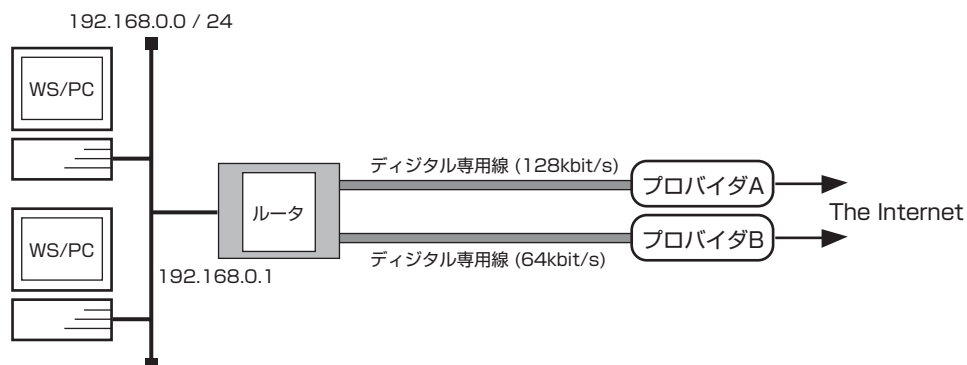 192.168.0.0 / 24
WS/PC
ディジタル専用線 (128kbit/s)
プロバイダA
ルータ
The Internet
プロバイダB
WS/PC
ディジタル専用線 (64kbit/s)
192.168.0.1